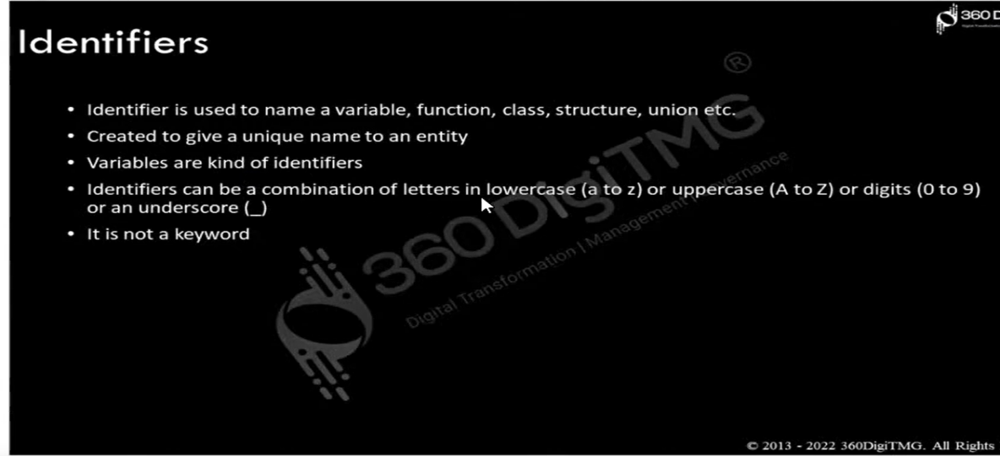 360 D
Identifiers
®
• Identifier is used to name a variable, function, class, structure, union etc.
• Created to give a unique name to an entity
• Variables are kind of identifiers
• Identifiers can be a combination of letters in lowercase (a to z) or uppercase (A to Z) or digits (0 to 9)
or an underscore (_)
• It is not a keyword
360DigiTMG
Digital Transformation | Management | Governance
© 2013 - 2022 360DigiTMG. All Rights